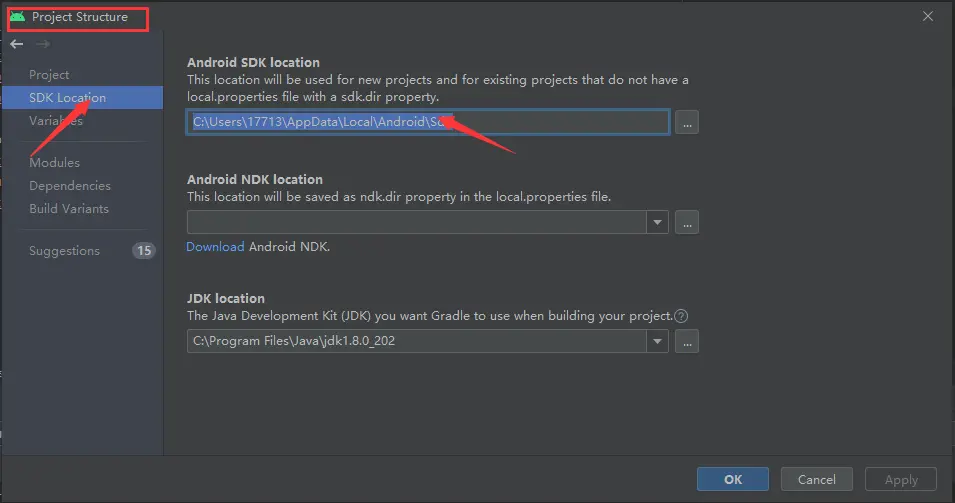 Project Structure
Project
SDK Location
Variables
Modules
Dependencies
Build Variants
Suggestions 15
Android SDK location
This location will be used for new projects and for existing projects that do not have a
local.properties file with a sdk.dir property.
C:\Users\17713\AppData\Local\Android\Sdk
...
Android NDK location
This location will be saved as ndk.dir property in the local.properties file.
...
Download Android NDK.
JDK location
The Java Development Kit (JDK) you want Gradle to use when building your project. ?
C:\Program Files\Java\jdk1.8.0_202
...
OK Cancel Apply